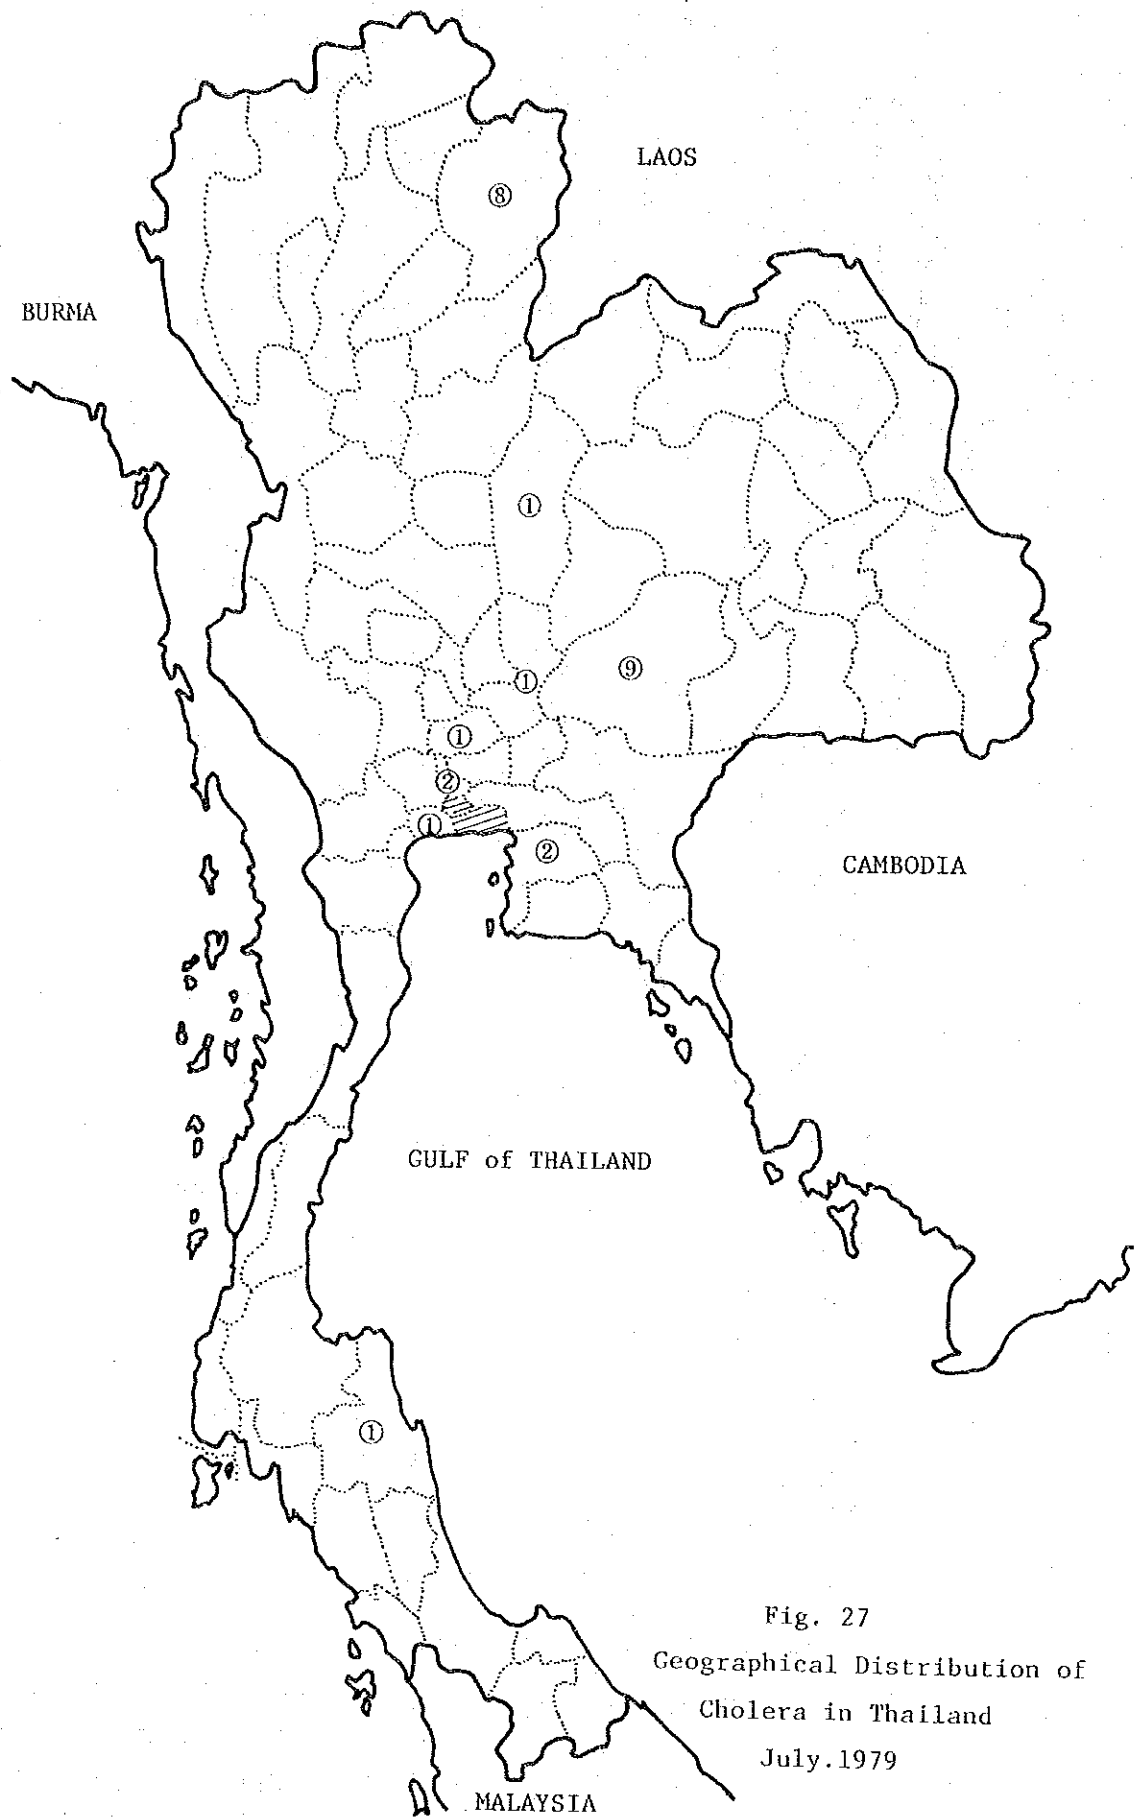 LAOS
⑧
BURMA
①
⑨
①
①
②
①
②
CAMBODIA
GULF of THAILAND
①
Fig. 27
Geographical Distribution of
Cholera in Thailand
July.1979
MALAYSIA